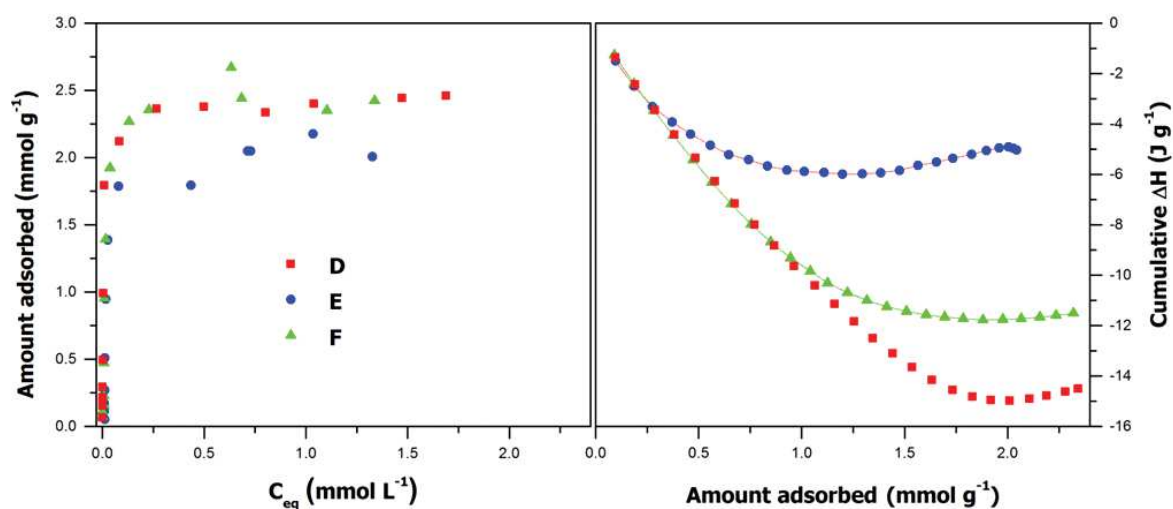 Amount adsorbed (mmol g⁻¹)
3.0
2.5
2.0
1.5
1.0
0.5
0.0
D
E
F
0.0 0.5 1.0 1.5 2.0
C_eq (mmol L⁻¹)
0
-2
-4
-6
-8
-10
-12
-14
-16
Cumulative ΔH (J g⁻¹)
0.0 0.5 1.0 1.5 2.0
Amount adsorbed (mmol g⁻¹)